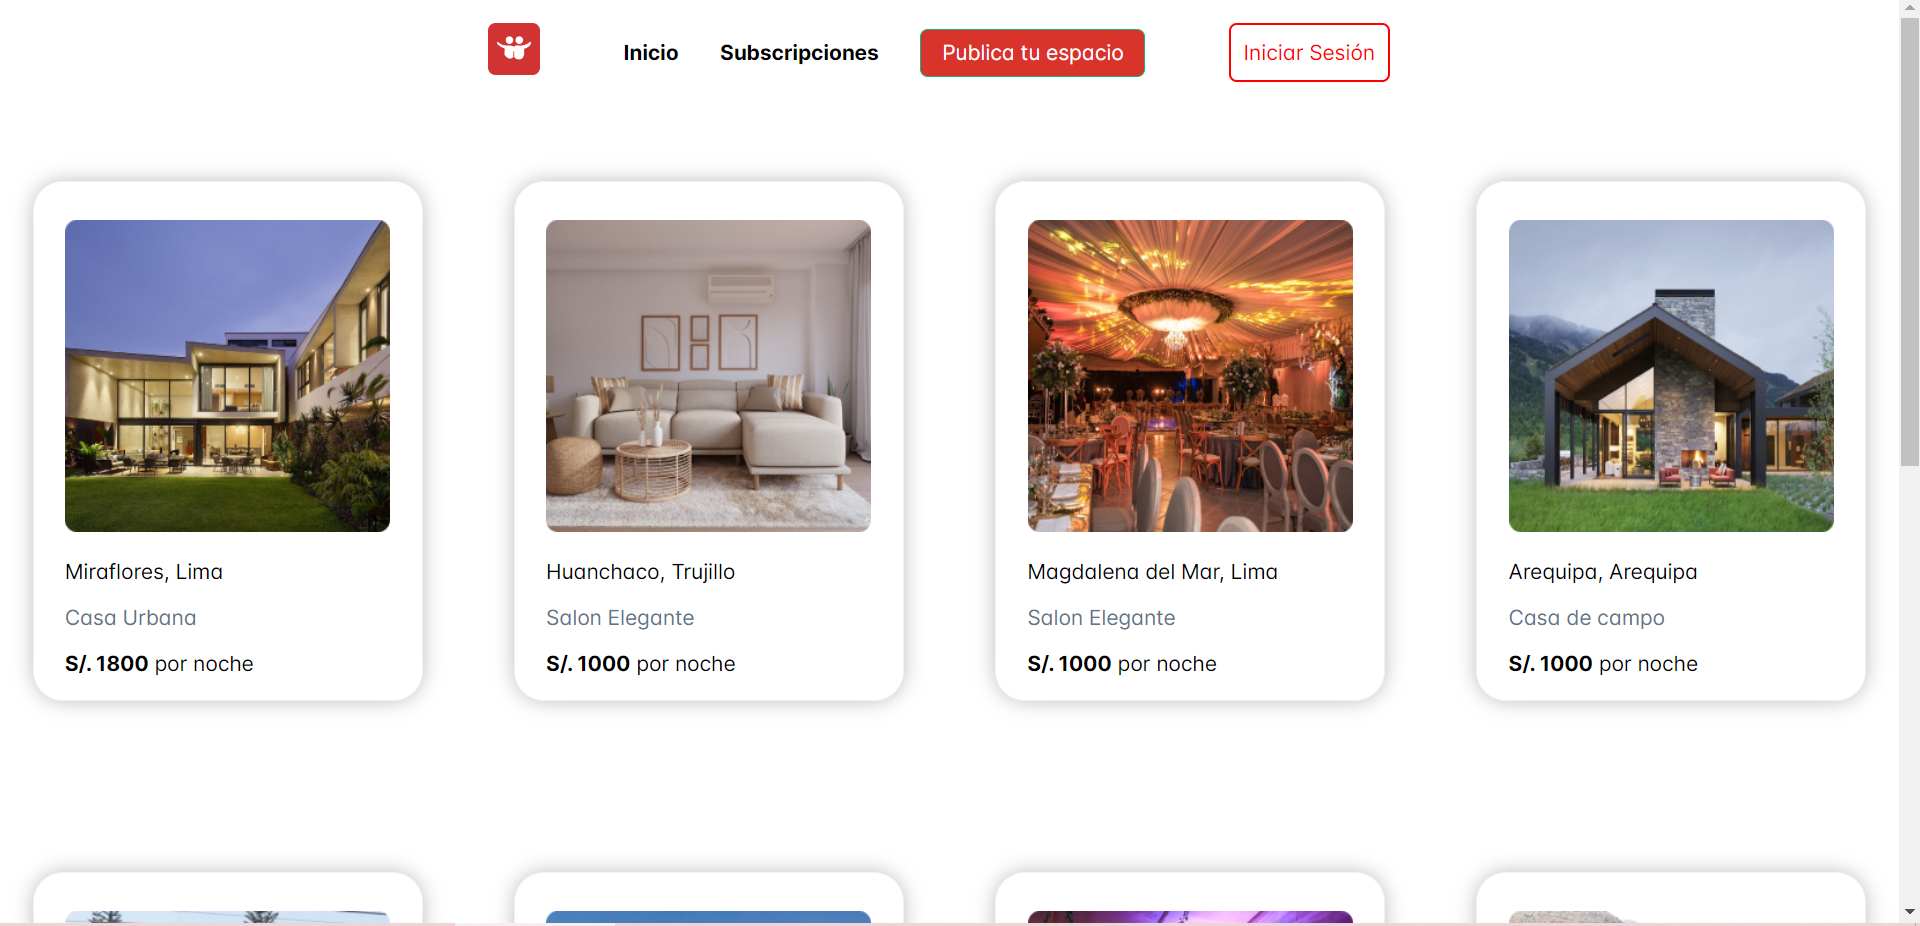 Inicio
Subscripciones
Publica tu espacio
Iniciar Sesión
Miraflores, Lima
Casa Urbana
S/. 1800 por noche
Huanchaco, Trujillo
Salon Elegante
S/. 1000 por noche
Magdalena del Mar, Lima
Salon Elegante
S/. 1000 por noche
Arequipa, Arequipa
Casa de campo
S/. 1000 por noche